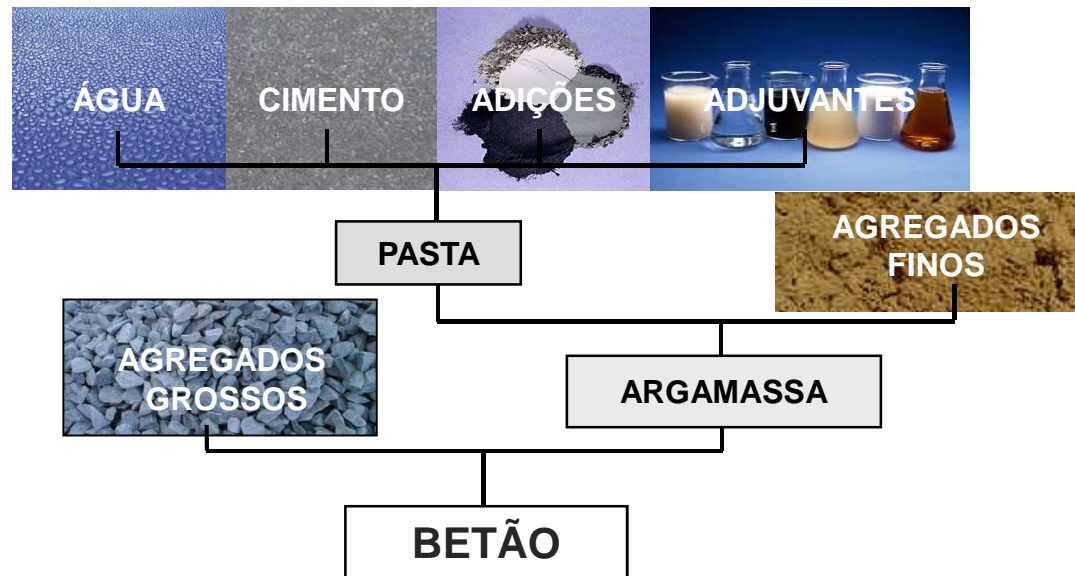 ÁGUA
CIMENTO
ADIÇÕES
ADJUVANTES
PASTA
AGREGADOS
FINOS
AGREGADOS
GROSSOS
ARGAMASSA
BETÃO